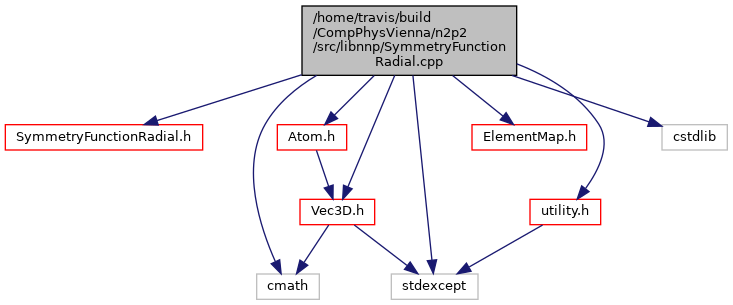 /home/travis/build
/CompPhysVienna/n2p2
/src/libnnp/SymmetryFunction
Radial.cpp
SymmetryFunctionRadial.h
Atom.h
ElementMap.h
cstdlib
Vec3D.h
utility.h
cmath
stdexcept